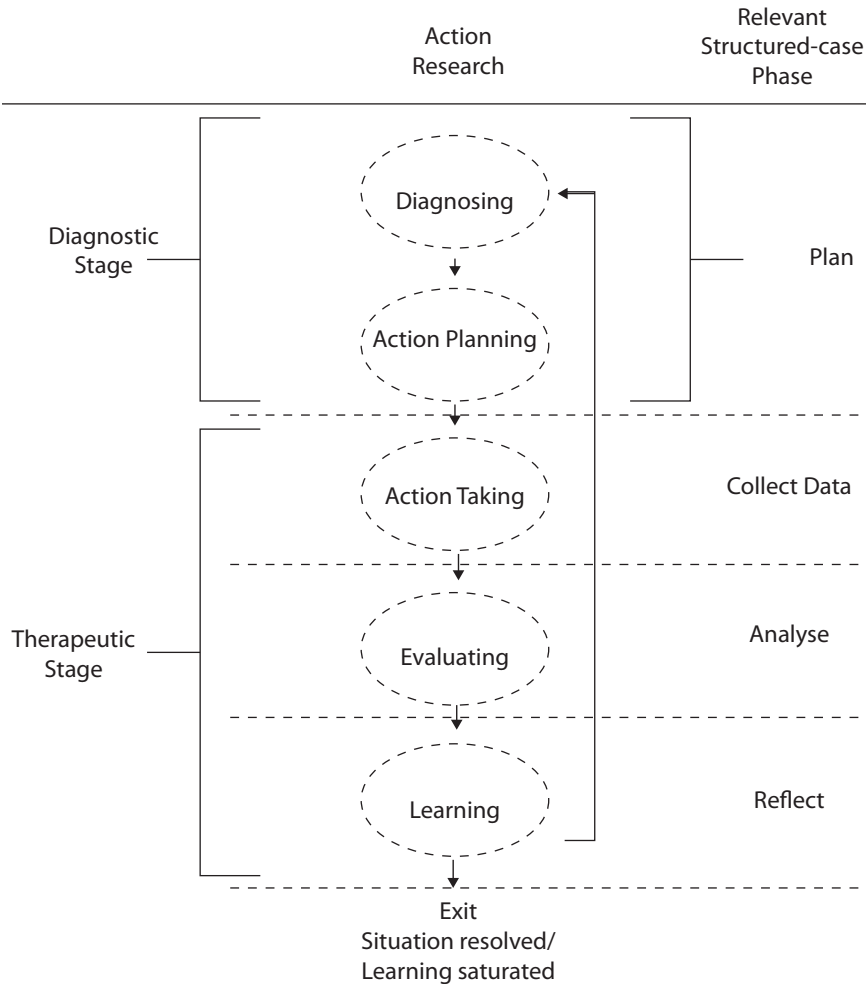 Action
Research
Relevant
Structured-case
Phase
Diagnostic
Stage
Diagnosing
Action Planning
Plan
Action Taking
Collect Data
Therapeutic
Stage
Evaluating
Analyse
Learning
Reflect
Exit
Situation resolved/
Learning saturated